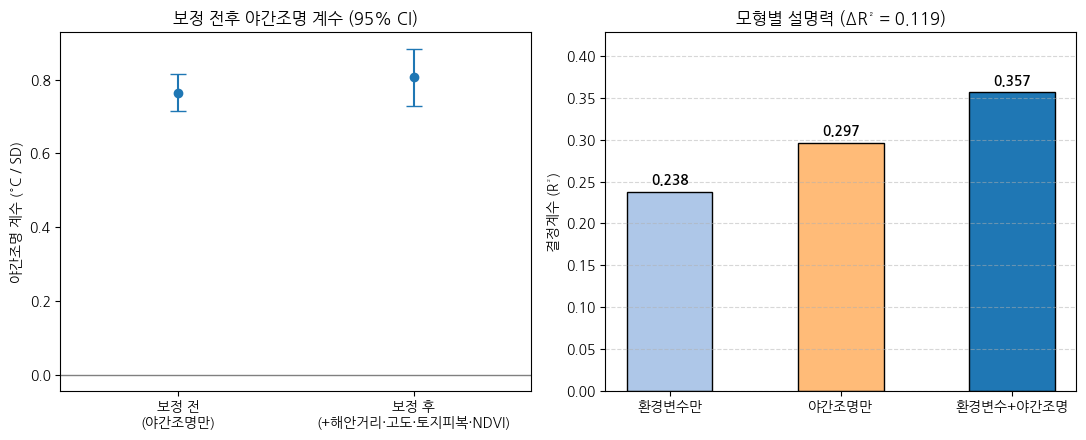 보정 전후 야간조명 계수 (95% CI)
야간조명 계수 (°C / SD)
0.8
0.6
0.4
0.2
0.0
보정 전
(야간조명만)
보정 후
(+해안거리·고도·토지피복·NDVI)
모형별 설명력 (ΔR² = 0.119)
결정계수 (R²)
0.40
0.35
0.30
0.25
0.20
0.15
0.10
0.05
0.00
0.238
0.297
0.357
환경변수만
야간조명만
환경변수+야간조명